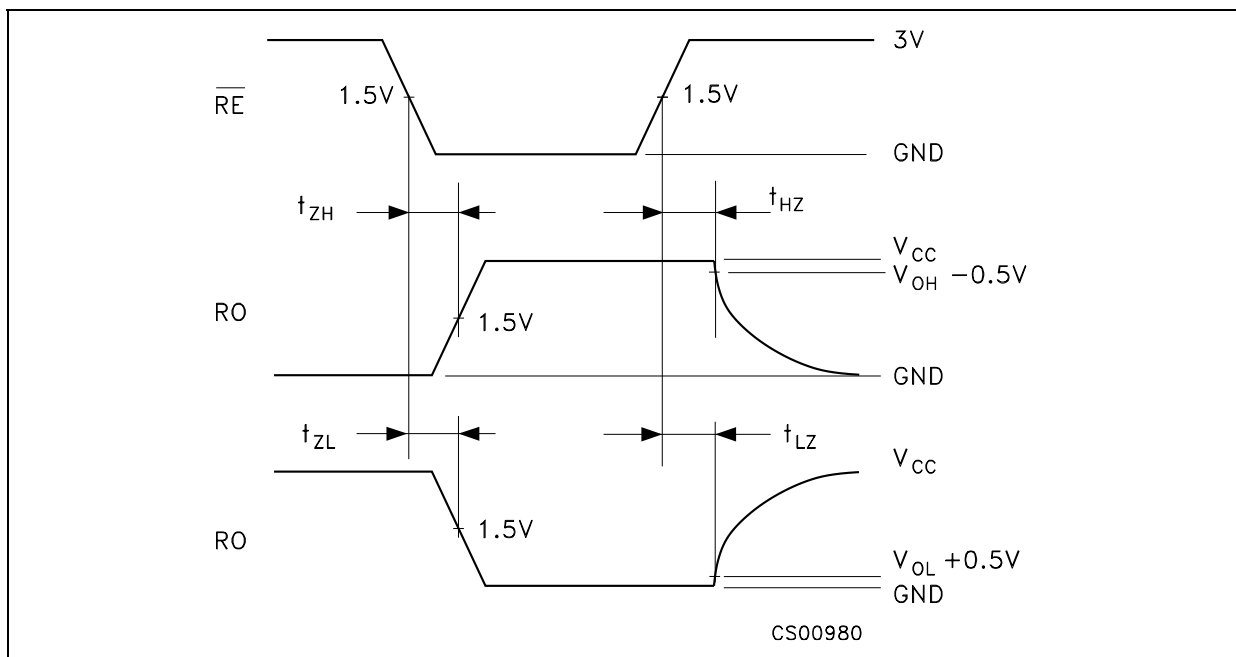 3V
R̅E̅
1.5V
1.5V
GND
tZH
tHZ
VCC
VOH −0.5V
RO
1.5V
GND
tZL
tLZ
VCC
RO
1.5V
VOL +0.5V
GND
CS00980